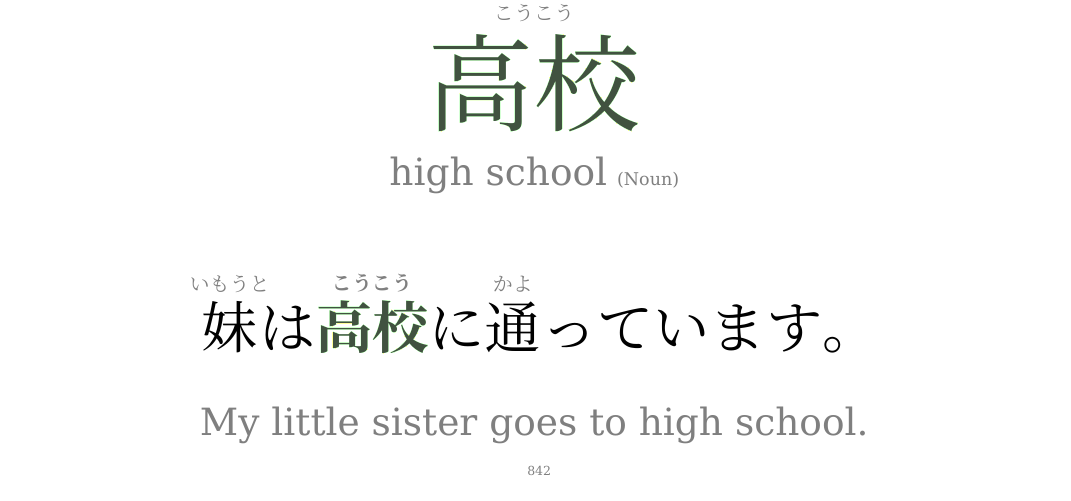 こうこう
高校
high school (Noun)
いもうと こうこう かよ
妹は高校に通っています。
My little sister goes to high school.
842